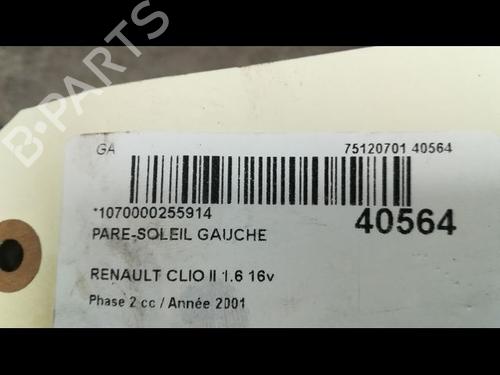 B-PARTS
GA 75120701 40564
*1070000255914 40564
PARE-SOLEIL GAUCHE
RENAULT CLIO II 1.6 16v
Phase 2 cc / Année 2001